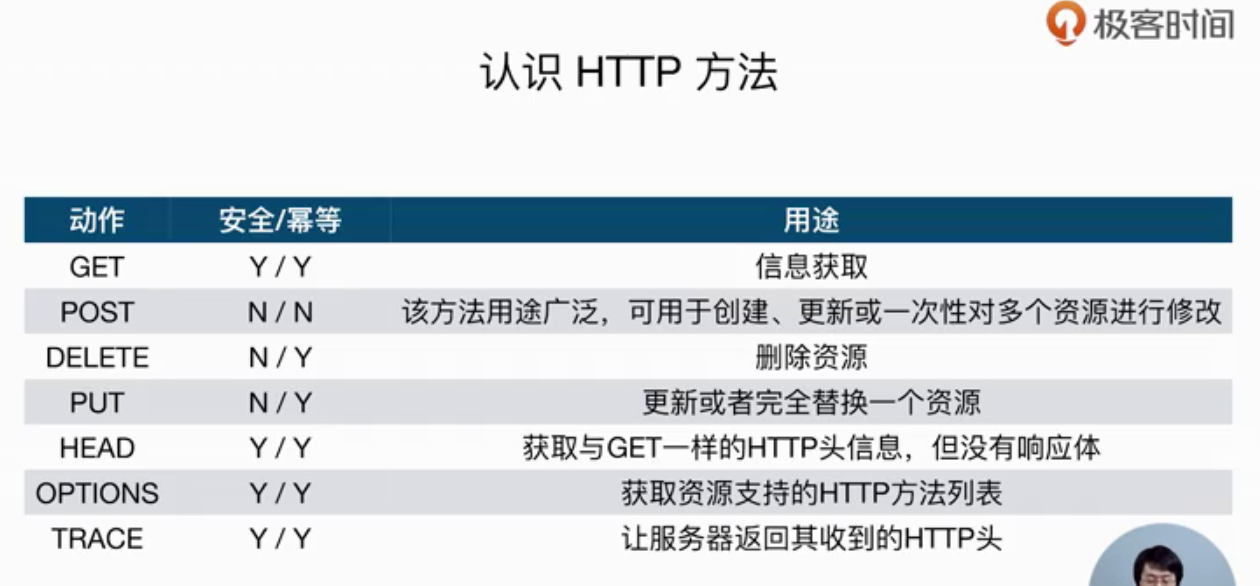 极客时间
认识 HTTP 方法
动作 安全/幂等 用途
GET Y / Y 信息获取
POST N / N 该方法用途广泛，可用于创建、更新或一次性对多个资源进行修改
DELETE N / Y 删除资源
PUT N / Y 更新或者完全替换一个资源
HEAD Y / Y 获取与GET一样的HTTP头信息，但没有响应体
OPTIONS Y / Y 获取资源支持的HTTP方法列表
TRACE Y / Y 让服务器返回其收到的HTTP头